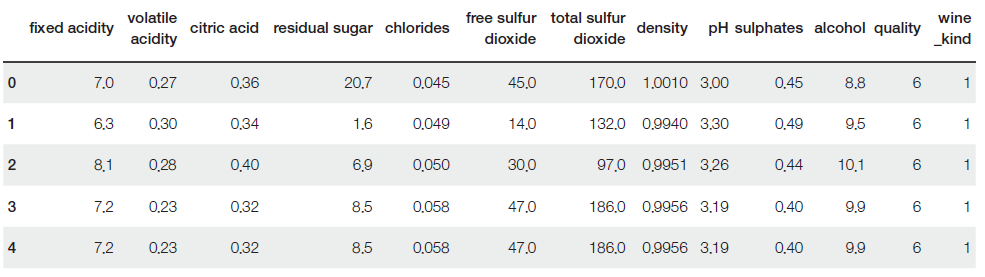 fixed acidity volatile acidity citric acid residual sugar chlorides free sulfur dioxide total sulfur dioxide density pH sulphates alcohol quality wine _kind
0 7.0 0.27 0.36 20.7 0.045 45.0 170.0 1.0010 3.00 0.45 8.8 6 1
1 6.3 0.30 0.34 1.6 0.049 14.0 132.0 0.9940 3.30 0.49 9.5 6 1
2 8.1 0.28 0.40 6.9 0.050 30.0 97.0 0.9951 3.26 0.44 10.1 6 1
3 7.2 0.23 0.32 8.5 0.058 47.0 186.0 0.9956 3.19 0.40 9.9 6 1
4 7.2 0.23 0.32 8.5 0.058 47.0 186.0 0.9956 3.19 0.40 9.9 6 1